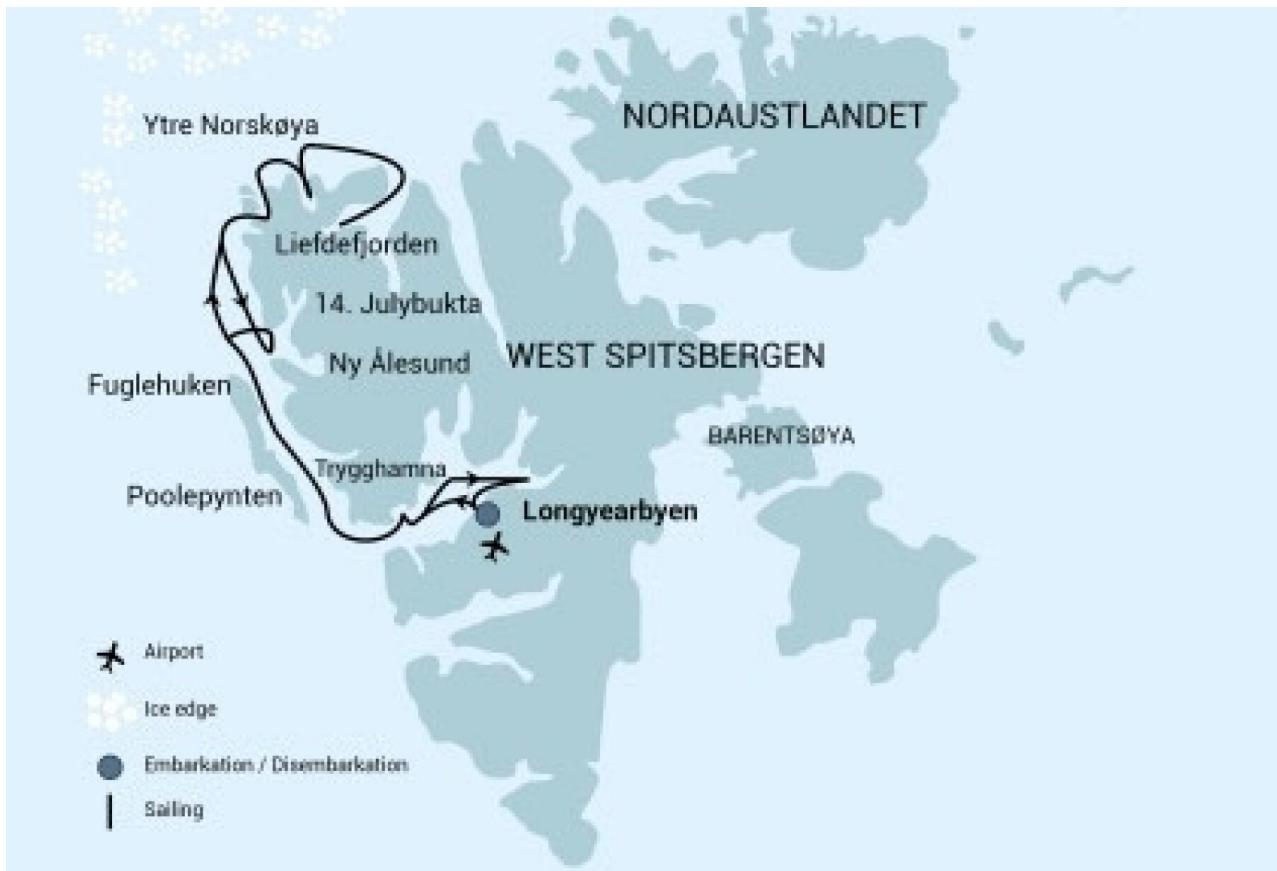 NORDAUSTLANDET
Ytre Norskøya
Liefdefjorden
14. Julybukta
WEST SPITSBERGEN
Ny Ålesund
Fuglehuken
BARENTSØYA
Trygghamna
Poolepynten
Longyearbyen
Airport
Ice edge
Embarkation / Disembarkation
Sailing